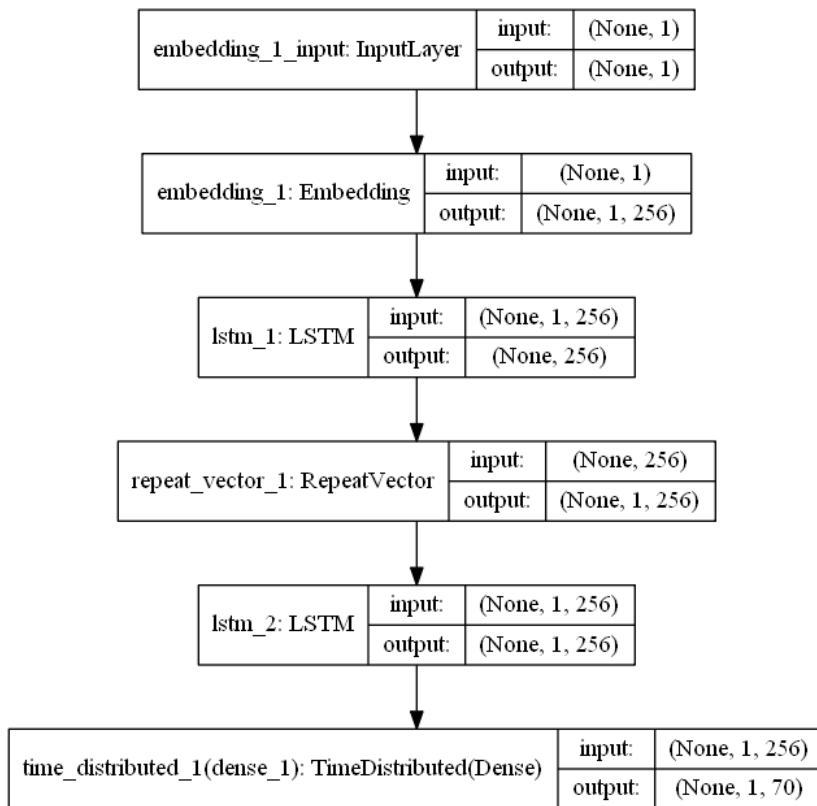 embedding_1_input: InputLayer
input: (None, 1)
output: (None, 1)
embedding_1: Embedding
input: (None, 1)
output: (None, 1, 256)
lstm_1: LSTM
input: (None, 1, 256)
output: (None, 256)
repeat_vector_1: RepeatVector
input: (None, 256)
output: (None, 1, 256)
lstm_2: LSTM
input: (None, 1, 256)
output: (None, 1, 256)
time_distributed_1(dense_1): TimeDistributed(Dense)
input: (None, 1, 256)
output: (None, 1, 70)